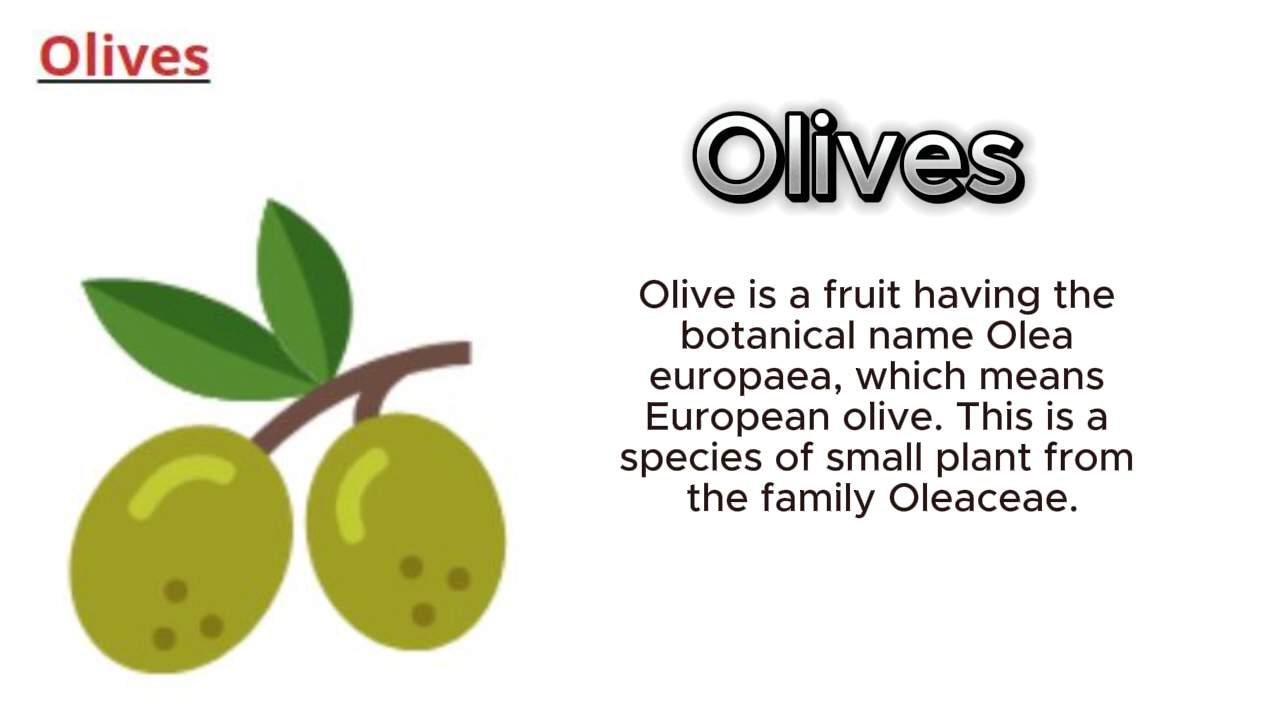 Olives
Olives
Olive is a fruit having the
botanical name Olea
europaea, which means
European olive. This is a
species of small plant from
the family Oleaceae.